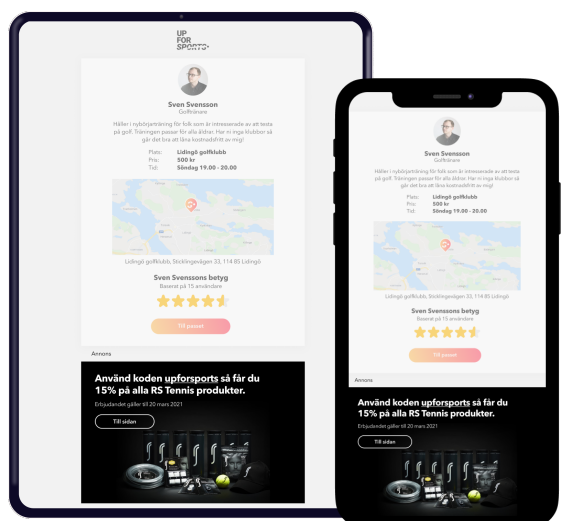 UP
FOR
SPORTS.
Sven Svensson
Golftränare
Håller i nybörjarträning för folk som är intresserade av att testa
på golf. Träningen passar för alla åldrar. Har ni inga klubbor så
går det bra att låna kostnadsfritt av mig!
Plats: Lidingö golfklubb
Pris: 500 kr
Tid: Söndag 19.00 - 20.00
Lidingö golfklubb, Sticklingevägen 33, 114 85 Lidingö
Sven Svenssons betyg
Baserat på 15 användare
Till passet
Annons
Använd koden upforsports så får du
15% på alla RS Tennis produkter.
Erbjudandet gäller till 20 mars 2021
Till sidan
Sven Svensson
Golftränare
Håller i nybörjarträning för folk som är intresserade av att testa
på golf. Träningen passar för alla åldrar. Har ni inga klubbor så
går det bra att låna kostnadsfritt av mig!
Plats: Lidingö golfklubb
Pris: 500 kr
Tid: Söndag 19.00 - 20.00
Lidingö golfklubb, Sticklingevägen 33, 114 85 Lidingö
Sven Svenssons betyg
Baserat på 15 användare
Till passet
Annons
Använd koden upforsports så får du
15% på alla RS Tennis produkter.
Erbjudandet gäller till 20 mars 2021
Till sidan